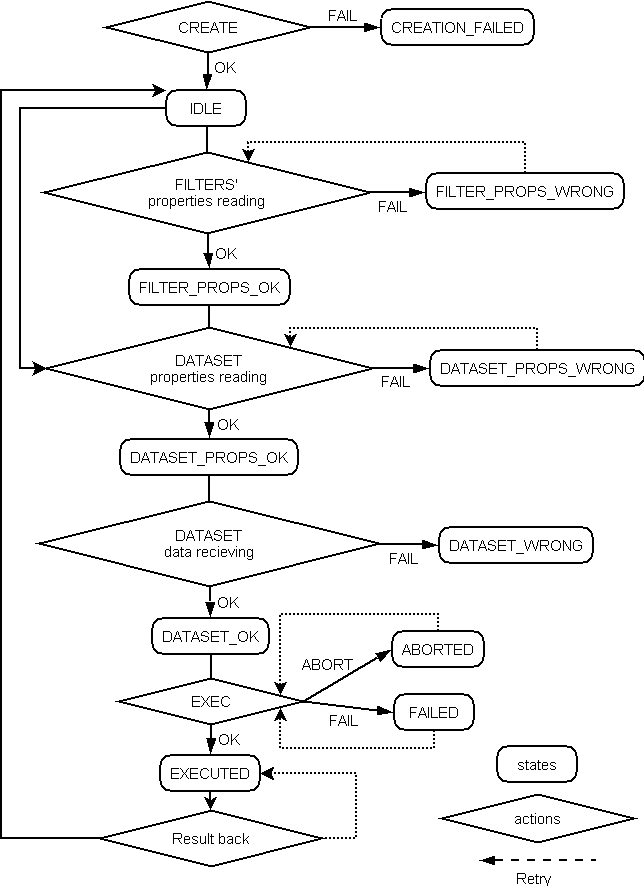 CREATE
FAIL
CREATION_FAILED
OK
IDLE
FILTERS'
properties reading
FAIL
FILTER_PROPS_WRONG
OK
FILTER_PROPS_OK
DATASET
properties reading
FAIL
DATASET_PROPS_WRONG
OK
DATASET_PROPS_OK
DATASET
data recieving
FAIL
DATASET_WRONG
OK
DATASET_OK
ABORT
ABORTED
EXEC
FAIL
FAILED
OK
EXECUTED
Result back
states
actions
Retry